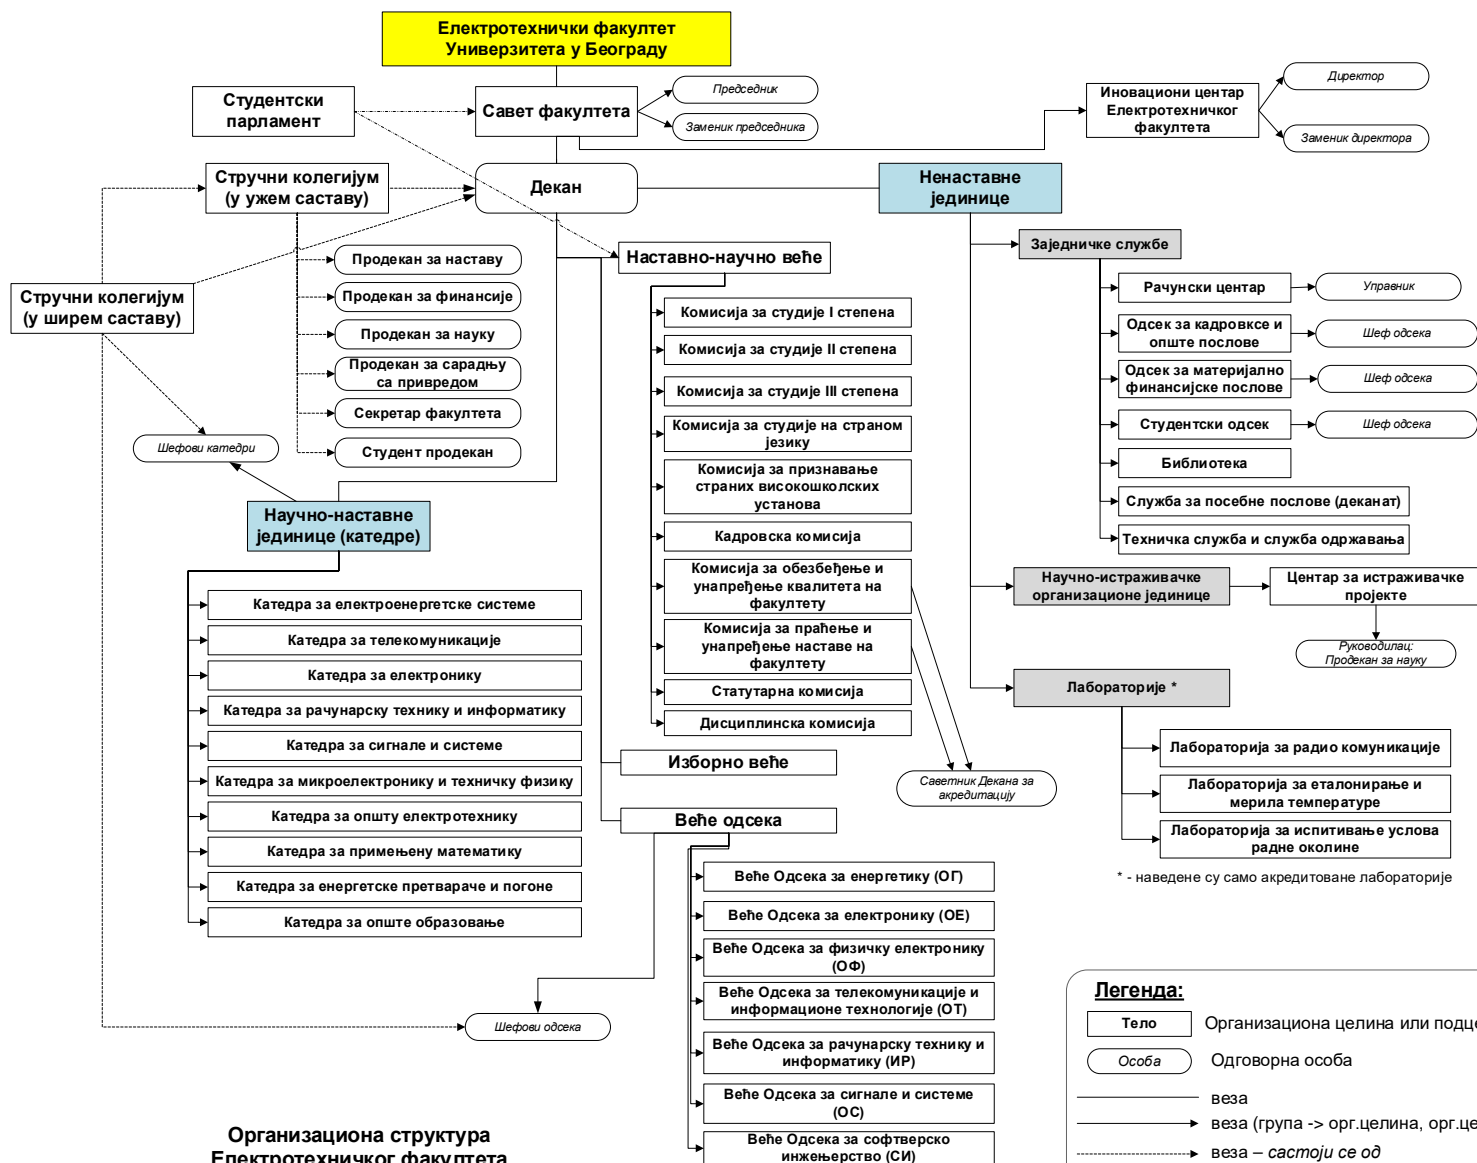 Електротехнички факултет
Универзитета у Београду
Студентски
парламент
Савет факултета
Председник
Заменик председника
Иновациони центар
Електротехничког
факултета
Директор
Заменик директора
Стручни колегијум
(у ужем саставу)
Декан
Ненаставне
јединице
Стручни колегијум
(у ширем саставу)
Продекан за наставу
Продекан за финансије
Продекан за науку
Продекан за сарадњу
са привредом
Секретар факултета
Студент продекан
Шефови катедри
Научно-наставне
јединице (катедре)
Катедра за електроенергетске системе
Катедра за телекомуникације
Катедра за електронику
Катедра за рачунарску технику и информатику
Катедра за сигнале и системе
Катедра за микроелектронику и техничку физику
Катедра за општу електротехнику
Катедра за примењену математику
Катедра за енергетске претвараче и погоне
Катедра за опште образовање
Наставно-научно веће
Комисија за студије I степена
Комисија за студије II степена
Комисија за студије III степена
Комисија за студије на страном
језику
Комисија за признавање
страних високошколских
установа
Кадровска комисија
Комисија за обезбеђење и
унапређење квалитета на
факултету
Комисија за праћење и
унапређење наставе на
факултету
Статутарна комисија
Дисциплинска комисија
Саветник Декана за
акредитацију
Изборно веће
Веће одсека
Веће Одсека за енергетику (ОГ)
Веће Одсека за електронику (ОЕ)
Веће Одсека за физичку електронику
(ОФ)
Веће Одсека за телекомуникације и
информационе технологије (ОТ)
Веће Одсека за рачунарску технику и
информатику (ИР)
Веће Одсека за сигнале и системе
(ОС)
Веће Одсека за софтверско
инжењерство (СИ)
Шефови одсека
Заједничке службе
Рачунски центар
Управник
Одсек за кадровксе и
опште послове
Шеф одсека
Одсек за материјално
финансијске послове
Шеф одсека
Студентски одсек
Шеф одсека
Библиотека
Служба за посебне послове (деканат)
Техничка служба и служба одржавања
Научно-истраживачке
организационе јединице
Центар за истраживачке
пројекте
Руководилац:
Продекан за науку
Лабораторије *
Лабораторија за радио комуникације
Лабораторија за еталонирање и
мерила температуре
Лабораторија за испитивање услова
радне околине
* - наведене су само акредитоване лабораторије
Легенда:
Тело Организациона целина или подце
Особа Одговорна особа
веза
веза (група -> орг.целина, орг.це
веза – састоји се од
Организациона структура
Електротехничког факултета